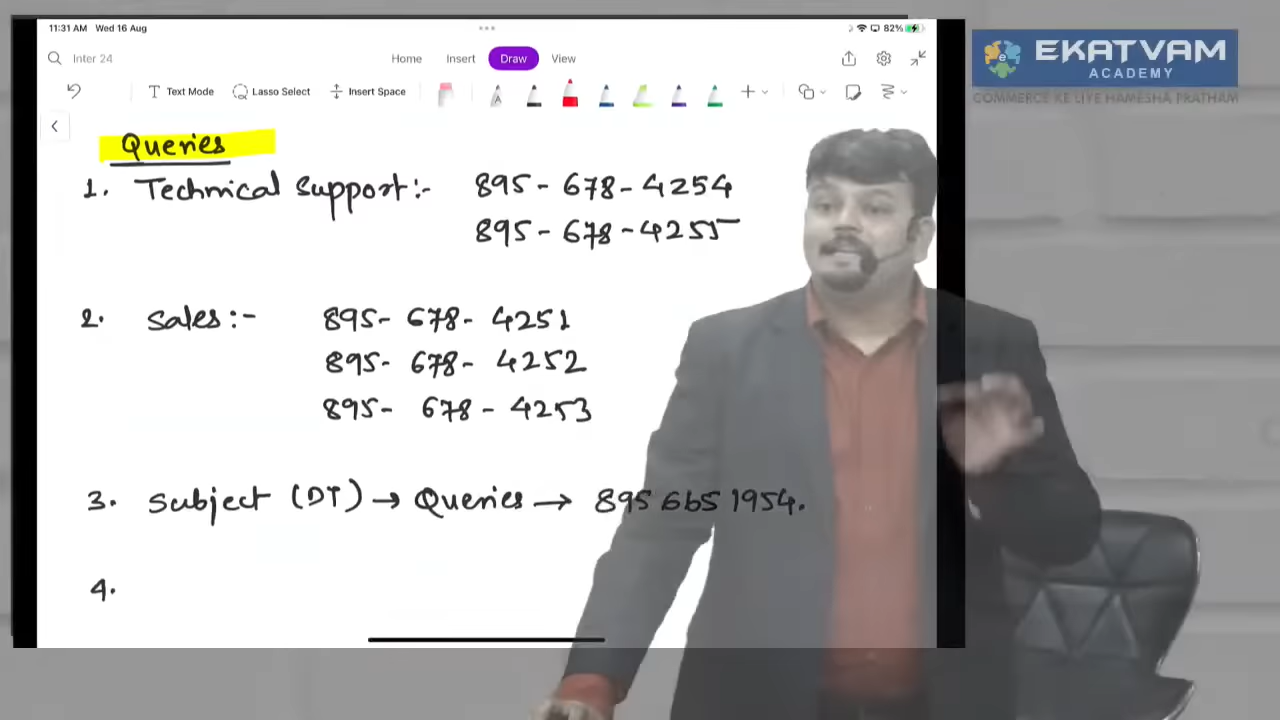 11:31 AM Wed 16 Aug
82%
Inter 24
Home Insert Draw View
Text Mode Lasso Select Insert Space
EKATVAM
ACADEMY
COMMERCE KE LIYE HAMESHA PRATHAM
Queries
1. Technical Support:- 895-678-4254
895-678-4255
2. Sales:- 895-678-4251
895-678-4252
895-678-4253
3. Subject (DT) → Queries → 895 665 1954.
4.